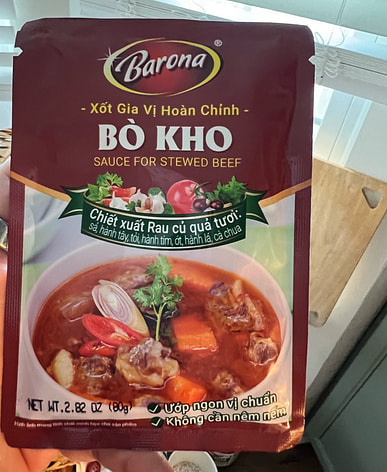 Barona®
- Xốt Gia Vị Hoàn Chỉnh -
BÒ KHO
SAUCE FOR STEWED BEEF
Chiết xuất Rau củ quả tươi:
sả, hành tây, tỏi, hành tím, ớt, hành lá, cà chua
NET WT.2.82 OZ (80g)
Ướp ngon vị chuẩn
Không cần nêm nếm